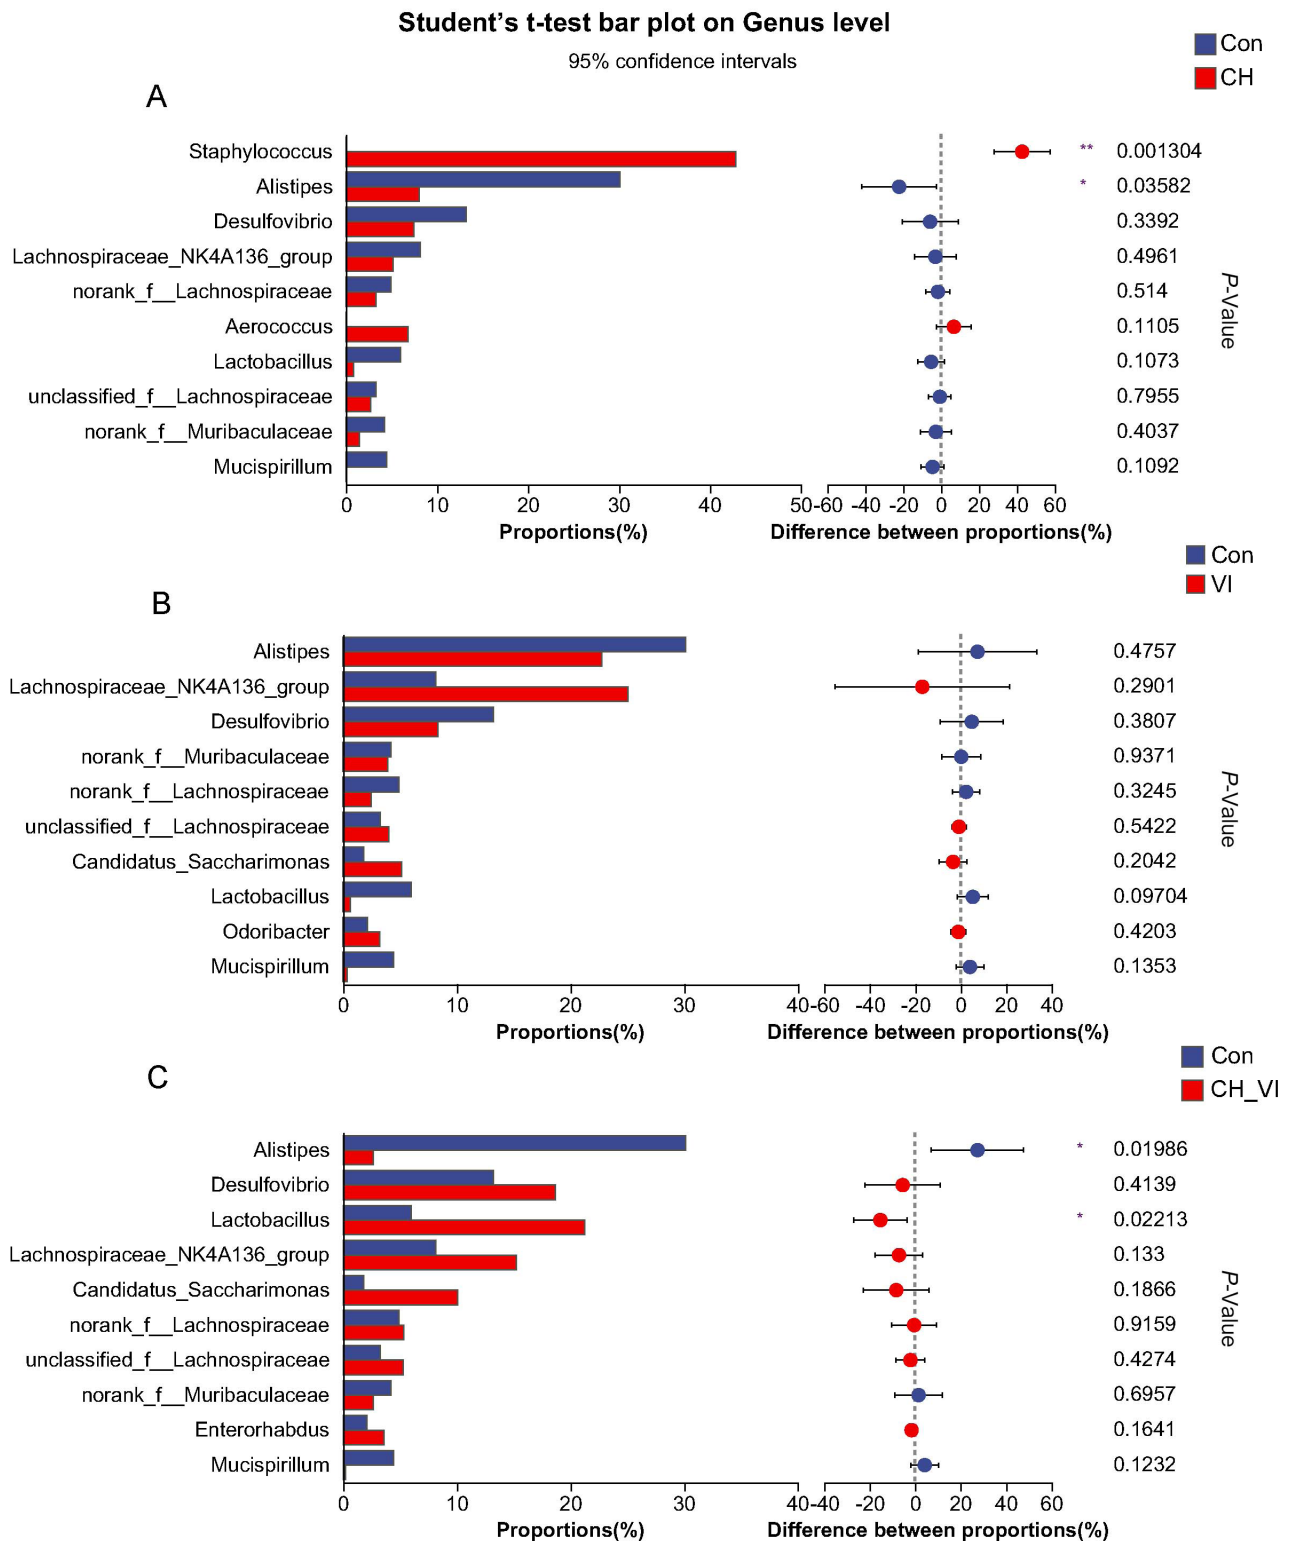 Student's t-test bar plot on Genus level
95% confidence intervals
Con
CH
A
Staphylococcus ** 0.001304
Alistipes * 0.03582
Desulfovibrio 0.3392
Lachnospiraceae_NK4A136_group 0.4961
norank_f__Lachnospiraceae 0.514
Aerococcus 0.1105
Lactobacillus 0.1073
unclassified_f__Lachnospiraceae 0.7955
norank_f__Muribaculaceae 0.4037
Mucispirillum 0.1092
P-Value
0 10 20 30 40 50 -60 -40 -20 0 20 40 60
Proportions(%) Difference between proportions(%)
Con
VI
B
Alistipes 0.4757
Lachnospiraceae_NK4A136_group 0.2901
Desulfovibrio 0.3807
norank_f__Muribaculaceae 0.9371
norank_f__Lachnospiraceae 0.3245
unclassified_f__Lachnospiraceae 0.5422
Candidatus_Saccharimonas 0.2042
Lactobacillus 0.09704
Odoribacter 0.4203
Mucispirillum 0.1353
P-Value
0 10 20 30 40 -60 -40 -20 0 20 40
Proportions(%) Difference between proportions(%)
Con
CH_VI
C
Alistipes * 0.01986
Desulfovibrio 0.4139
Lactobacillus * 0.02213
Lachnospiraceae_NK4A136_group 0.133
Candidatus_Saccharimonas 0.1866
norank_f__Lachnospiraceae 0.9159
unclassified_f__Lachnospiraceae 0.4274
norank_f__Muribaculaceae 0.6957
Enterorhabdus 0.1641
Mucispirillum 0.1232
P-Value
0 10 20 30 40 -40 -20 0 20 40 60
Proportions(%) Difference between proportions(%)